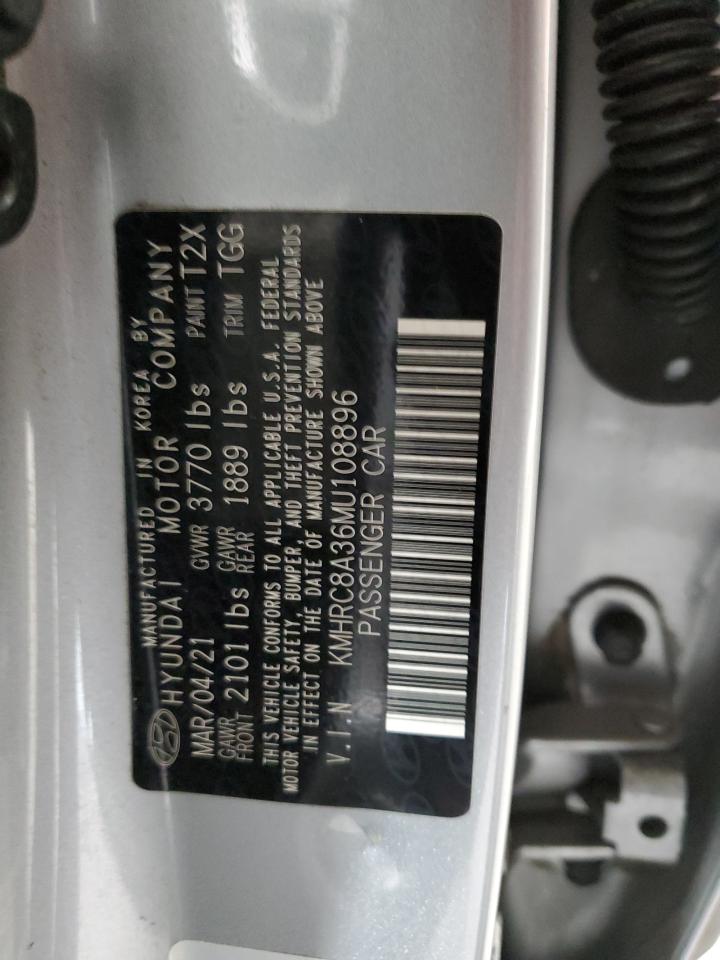 MANUFACTURED IN KOREA BY
HYUNDAI MOTOR COMPANY
MAR/04/21 GVWR 3770 lbs PAINT T2X
GAWR FRONT 2101 lbs GAWR REAR 1889 lbs TRIM TGG
THIS VEHICLE CONFORMS TO ALL APPLICABLE U.S.A. FEDERAL
MOTOR VEHICLE SAFETY, BUMPER, AND THEFT PREVENTION STANDARDS
IN EFFECT ON THE DATE OF MANUFACTURE SHOWN ABOVE
V.I.N KMHRC8A36MU108896
PASSENGER CAR